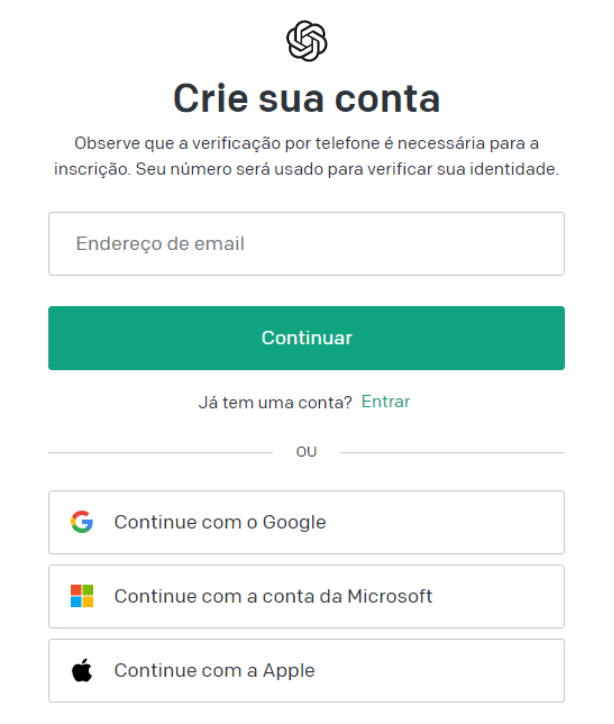 Crie sua conta
Observe que a verificação por telefone é necessária para a
inscrição. Seu número será usado para verificar sua identidade.
Endereço de email
Continuar
Já tem uma conta? Entrar
OU
Continue com o Google
Continue com a conta da Microsoft
Continue com a Apple